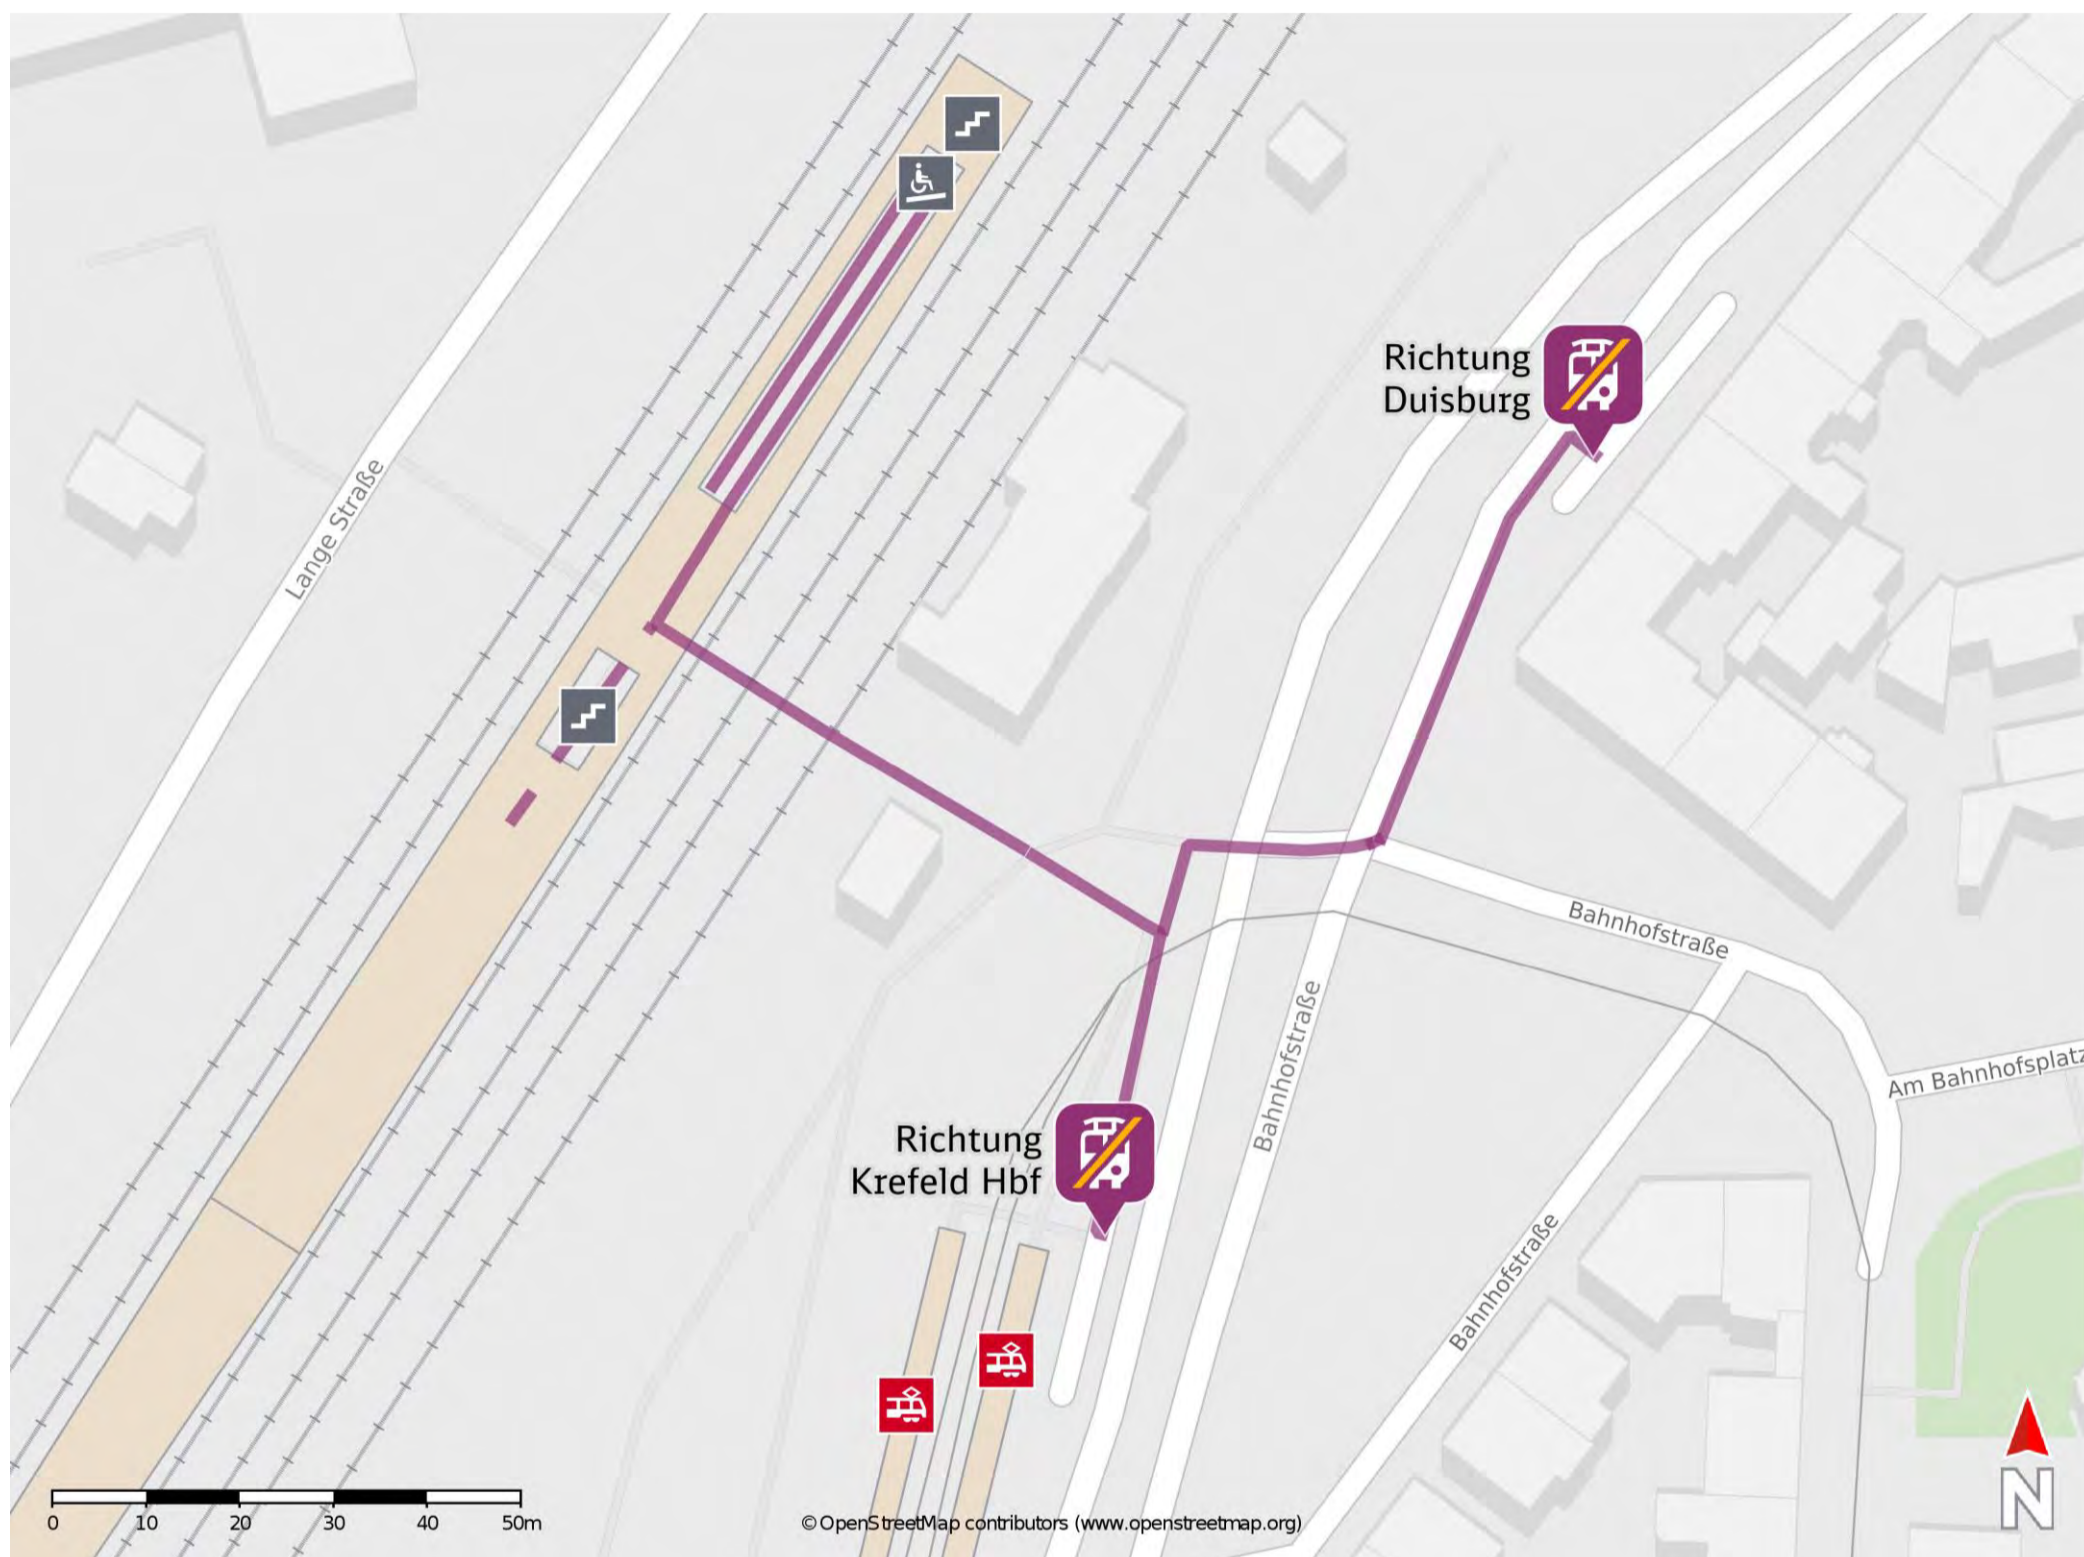 Richtung
Duisburg
Lange Straße
Bahnhofstraße
Bahnhofstraße
Am Bahnhofsplatz
Richtung
Krefeld Hbf
Bahnhofstraße
N
0 10 20 30 40 50m
©OpenStreetMap contributors (www.openstreetmap.org)